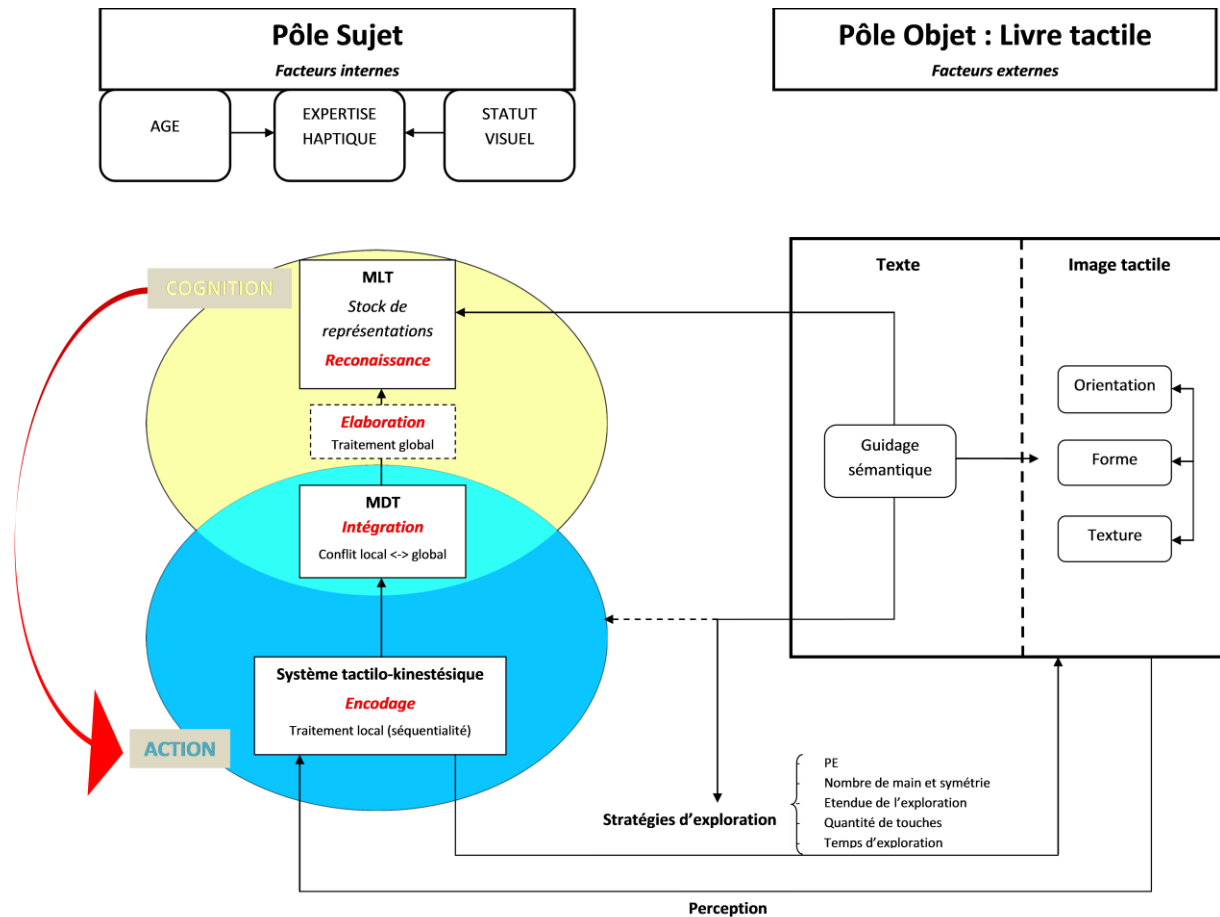 Pôle Sujet
Facteurs internes
Pôle Objet : Livre tactile
Facteurs externes
AGE
EXPERTISE
HAPTIQUE
STATUT
VISUEL
COGNITION
MLT
Stock de
représentations
Reconaissance
Elaboration
Traitement global
MDT
Intégration
Conflit local <-> global
Système tactilo-kinestésique
Encodage
Traitement local (séquentialité)
ACTION
Texte
Image tactile
Guidage
sémantique
Orientation
Forme
Texture
Stratégies d’exploration
PE
Nombre de main et symétrie
Etendue de l’exploration
Quantité de touches
Temps d’exploration
Perception